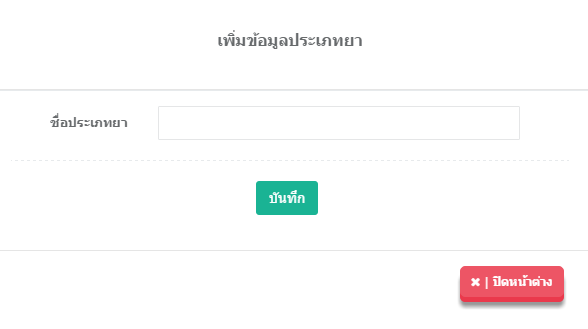 เพิ่มข้อมูลประเภทยา
ชื่อประเภทยา
บันทึก
✖ | ปิดหน้าต่าง